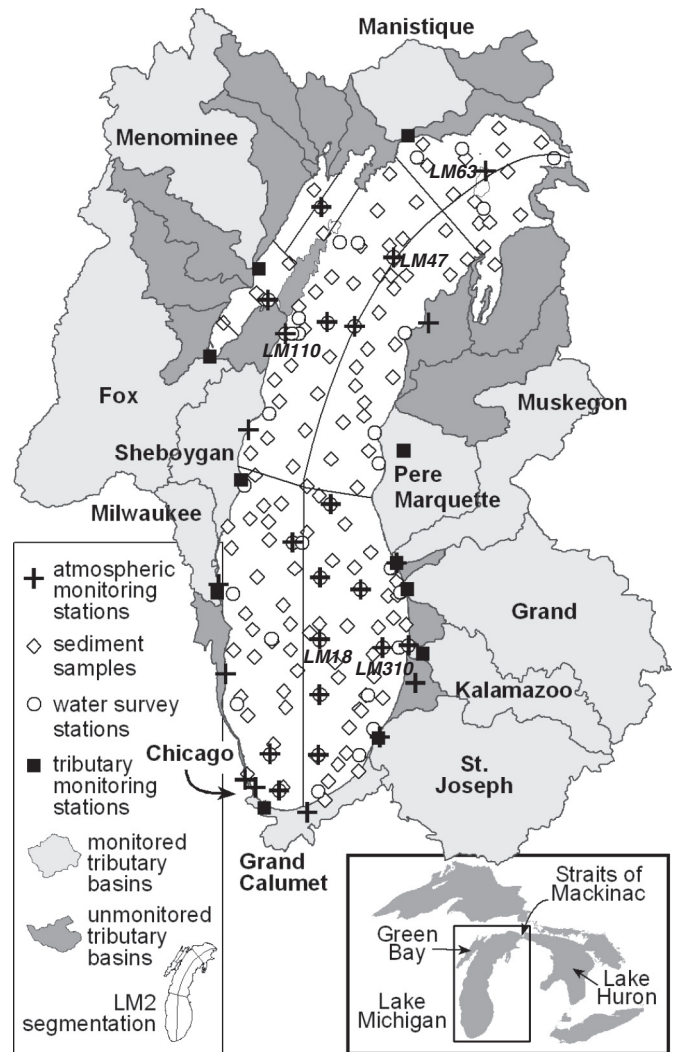 Manistique
Menominee
LM63
LM47
LM110
Fox
Muskegon
Sheboygan
Pere
Marquette
Milwaukee
Grand
LM18
LM310
Kalamazoo
Chicago
St.
Joseph
Grand
Calumet
atmospheric
monitoring
stations
sediment
samples
water survey
stations
tributary
monitoring
stations
monitored
tributary
basins
unmonitored
tributary
basins
LM2
segmentation
Straits of
Mackinac
Green
Bay
Lake
Huron
Lake
Michigan